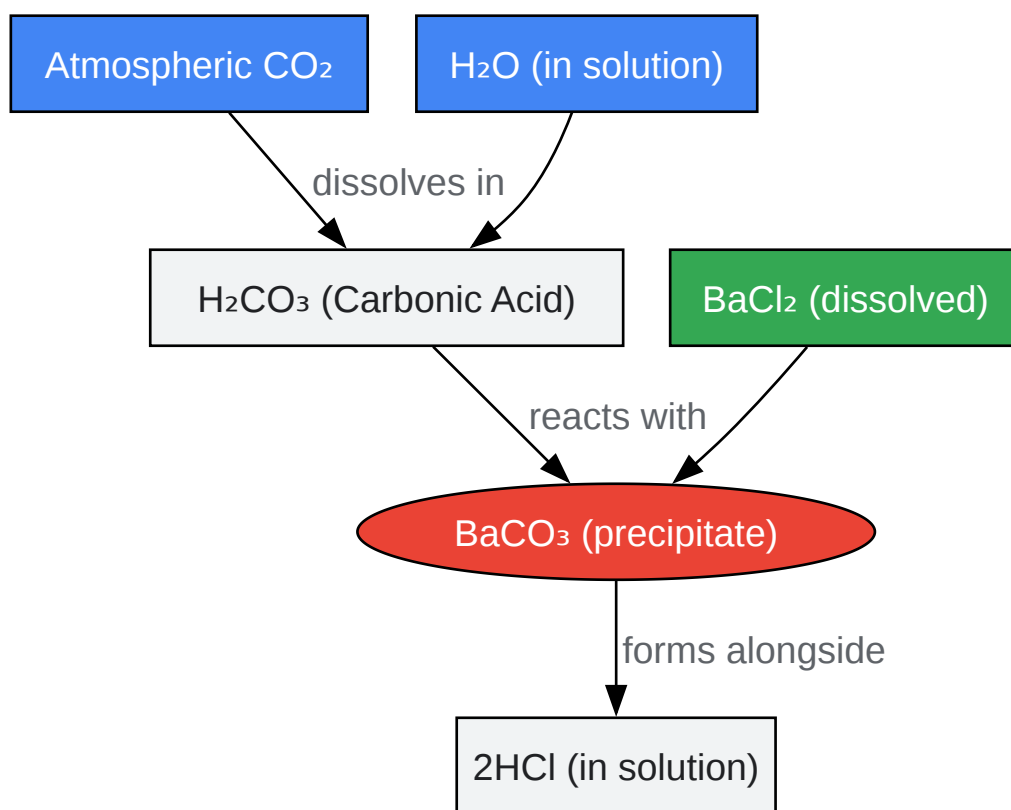 Atmospheric CO₂
H₂O (in solution)
dissolves in
H₂CO₃ (Carbonic Acid)
BaCl₂ (dissolved)
reacts with
BaCO₃ (precipitate)
forms alongside
2HCl (in solution)